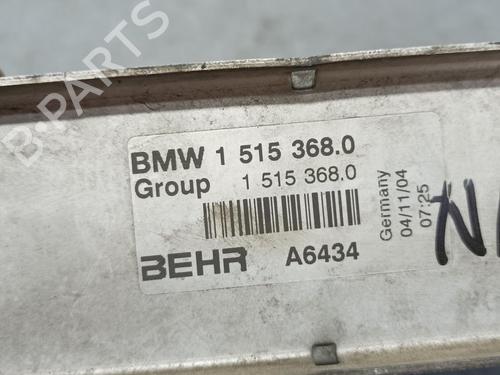 B-PARTS
BMW 1 515 368.0
Group 1 515 368.0
BEHR A6434
Germany
04/11/04
07:25